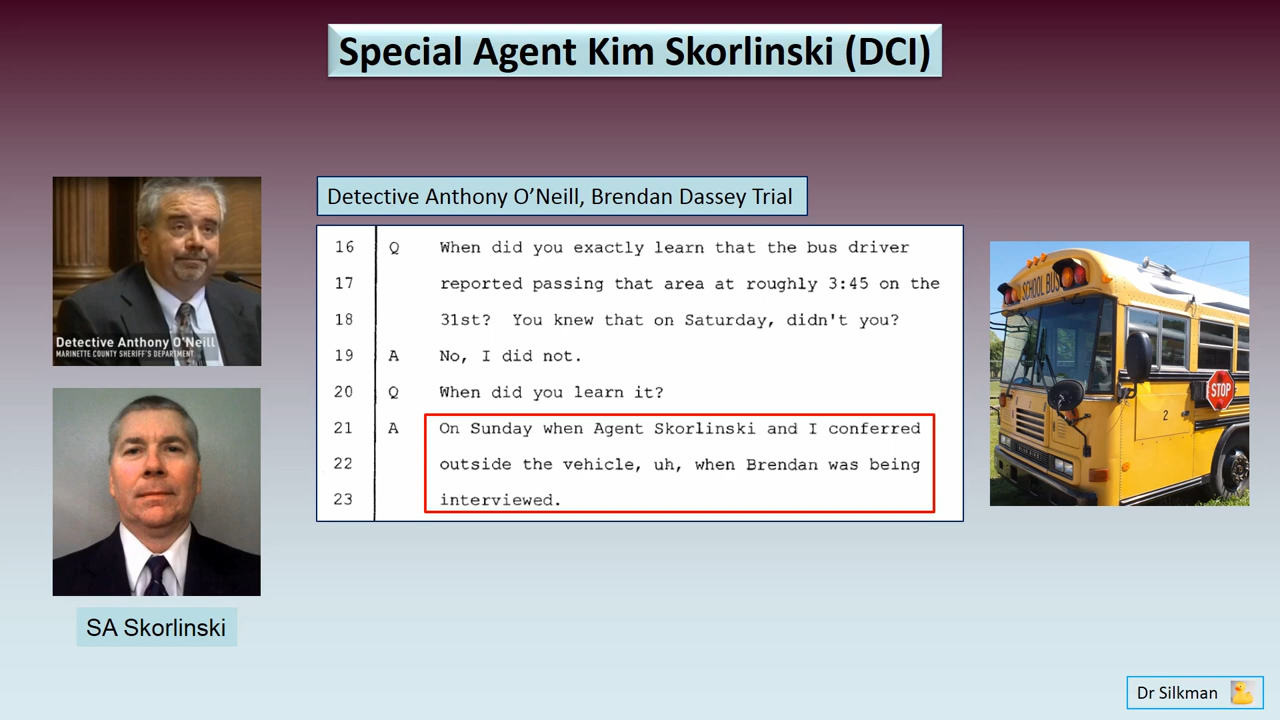 Special Agent Kim Skorlinski (DCI)
Detective Anthony O'Neill
MARINETTE COUNTY SHERIFF'S DEPARTMENT
SA Skorlinski
Detective Anthony O’Neill, Brendan Dassey Trial
16 Q When did you exactly learn that the bus driver
17 reported passing that area at roughly 3:45 on the
18 31st? You knew that on Saturday, didn't you?
19 A No, I did not.
20 Q When did you learn it?
21 A On Sunday when Agent Skorlinski and I conferred
22 outside the vehicle, uh, when Brendan was being
23 interviewed.
SCHOOL BUS
STOP
2
Dr Silkman